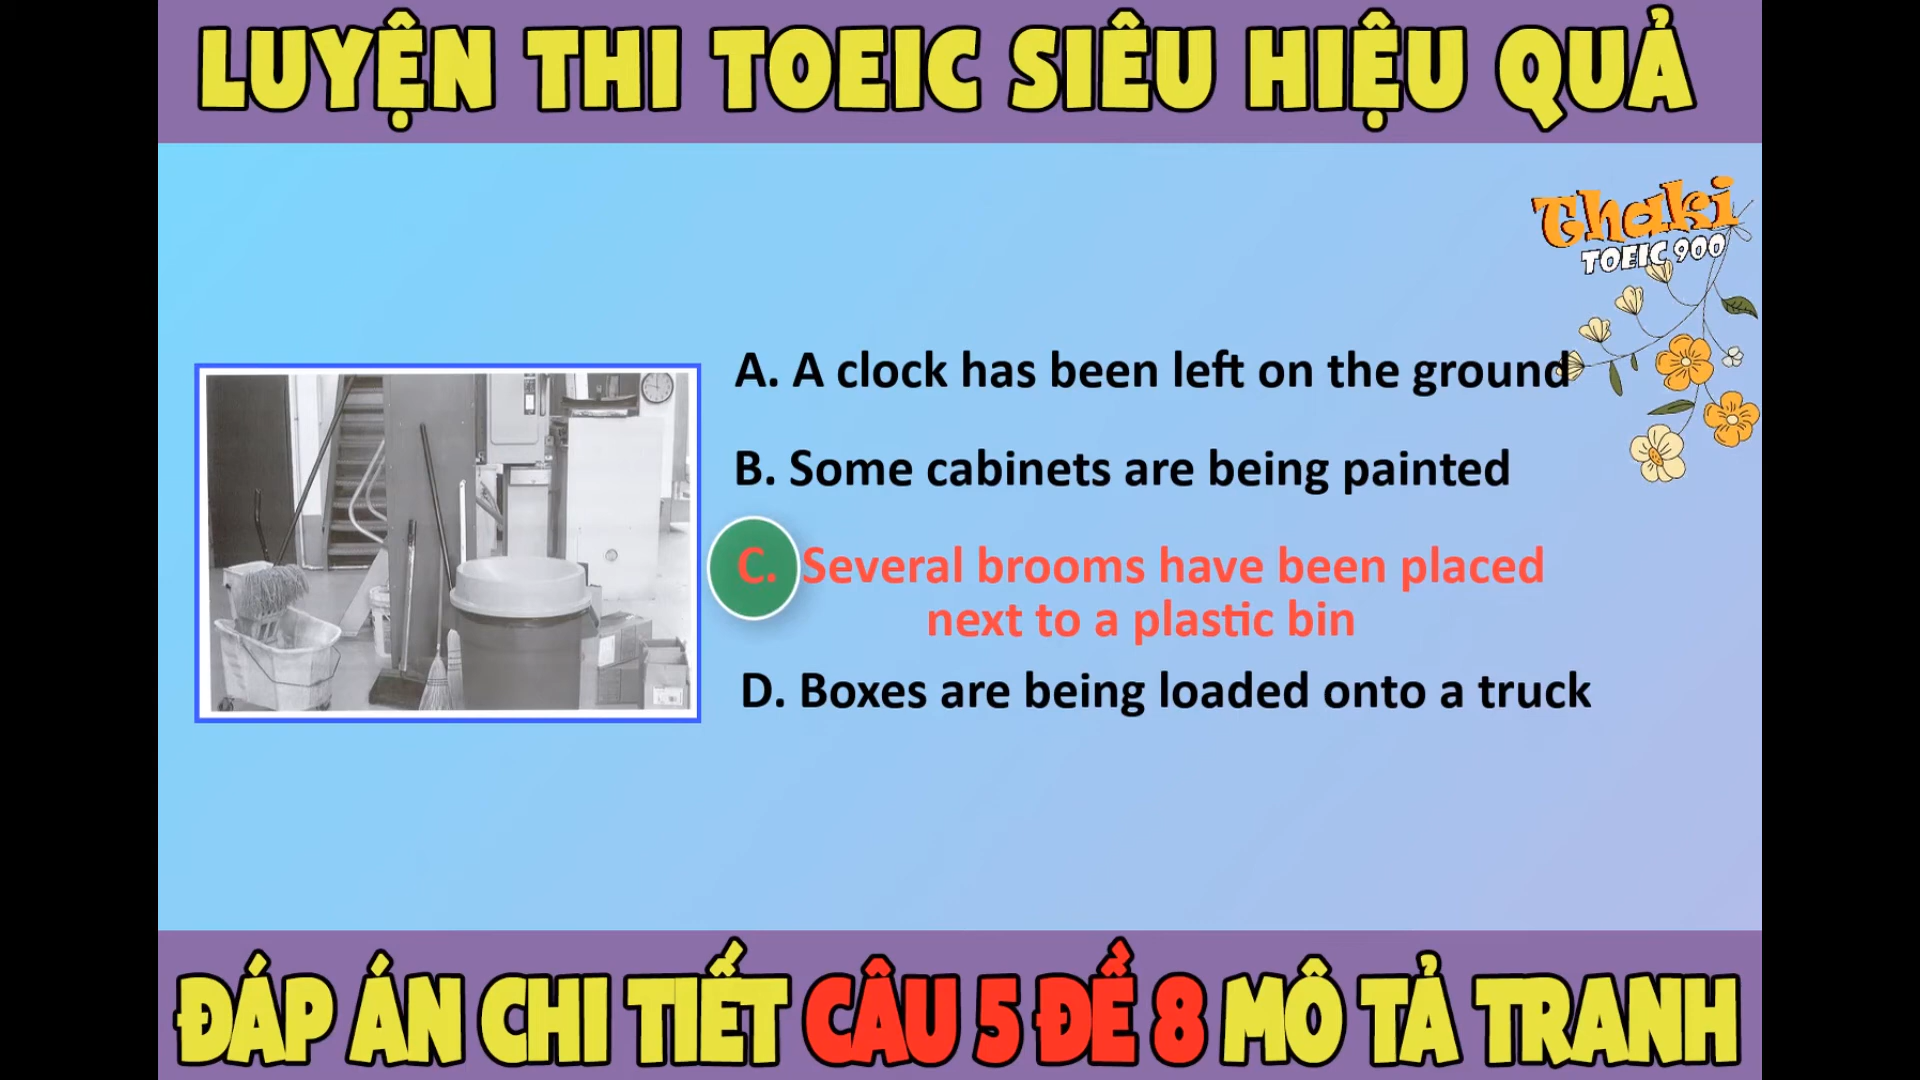 LUYỆN THI TOEIC SIÊU HIỆU QUẢ
Thaki
TOEIC 900
A. A clock has been left on the ground
B. Some cabinets are being painted
C. Several brooms have been placed
next to a plastic bin
D. Boxes are being loaded onto a truck
ĐÁP ÁN CHI TIẾT CÂU 5 ĐỀ 8 MÔ TẢ TRANH